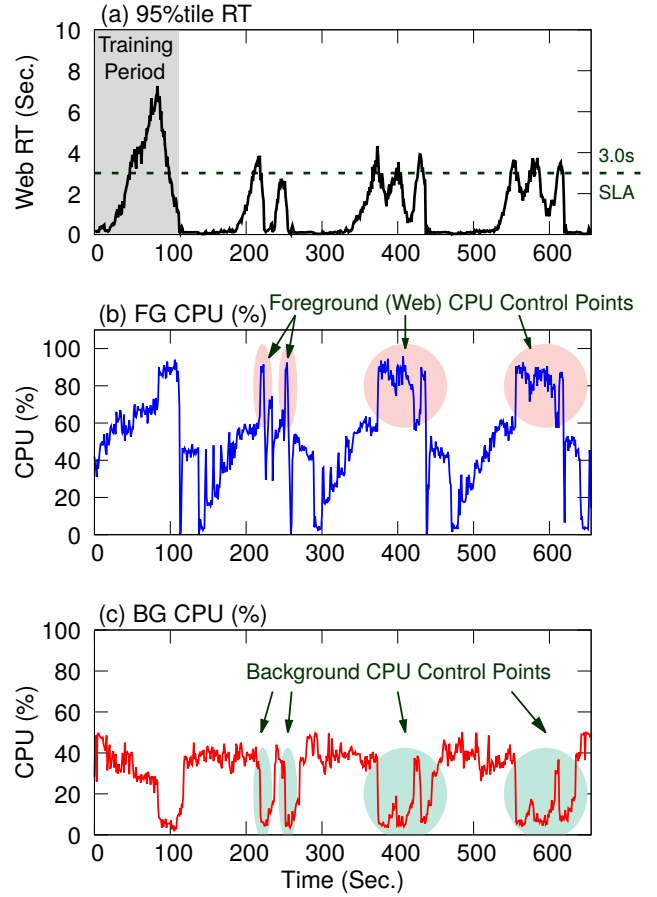 (a) 95%tile RT
Web RT (Sec.)
10
8
6
4
2
0
Training
Period
3.0s
SLA
0 100 200 300 400 500 600
(b) FG CPU (%)
Foreground (Web) CPU Control Points
CPU (%)
100
80
60
40
20
0
0 100 200 300 400 500 600
(c) BG CPU (%)
Background CPU Control Points
CPU (%)
100
80
60
40
20
0
0 100 200 300 400 500 600
Time (Sec.)